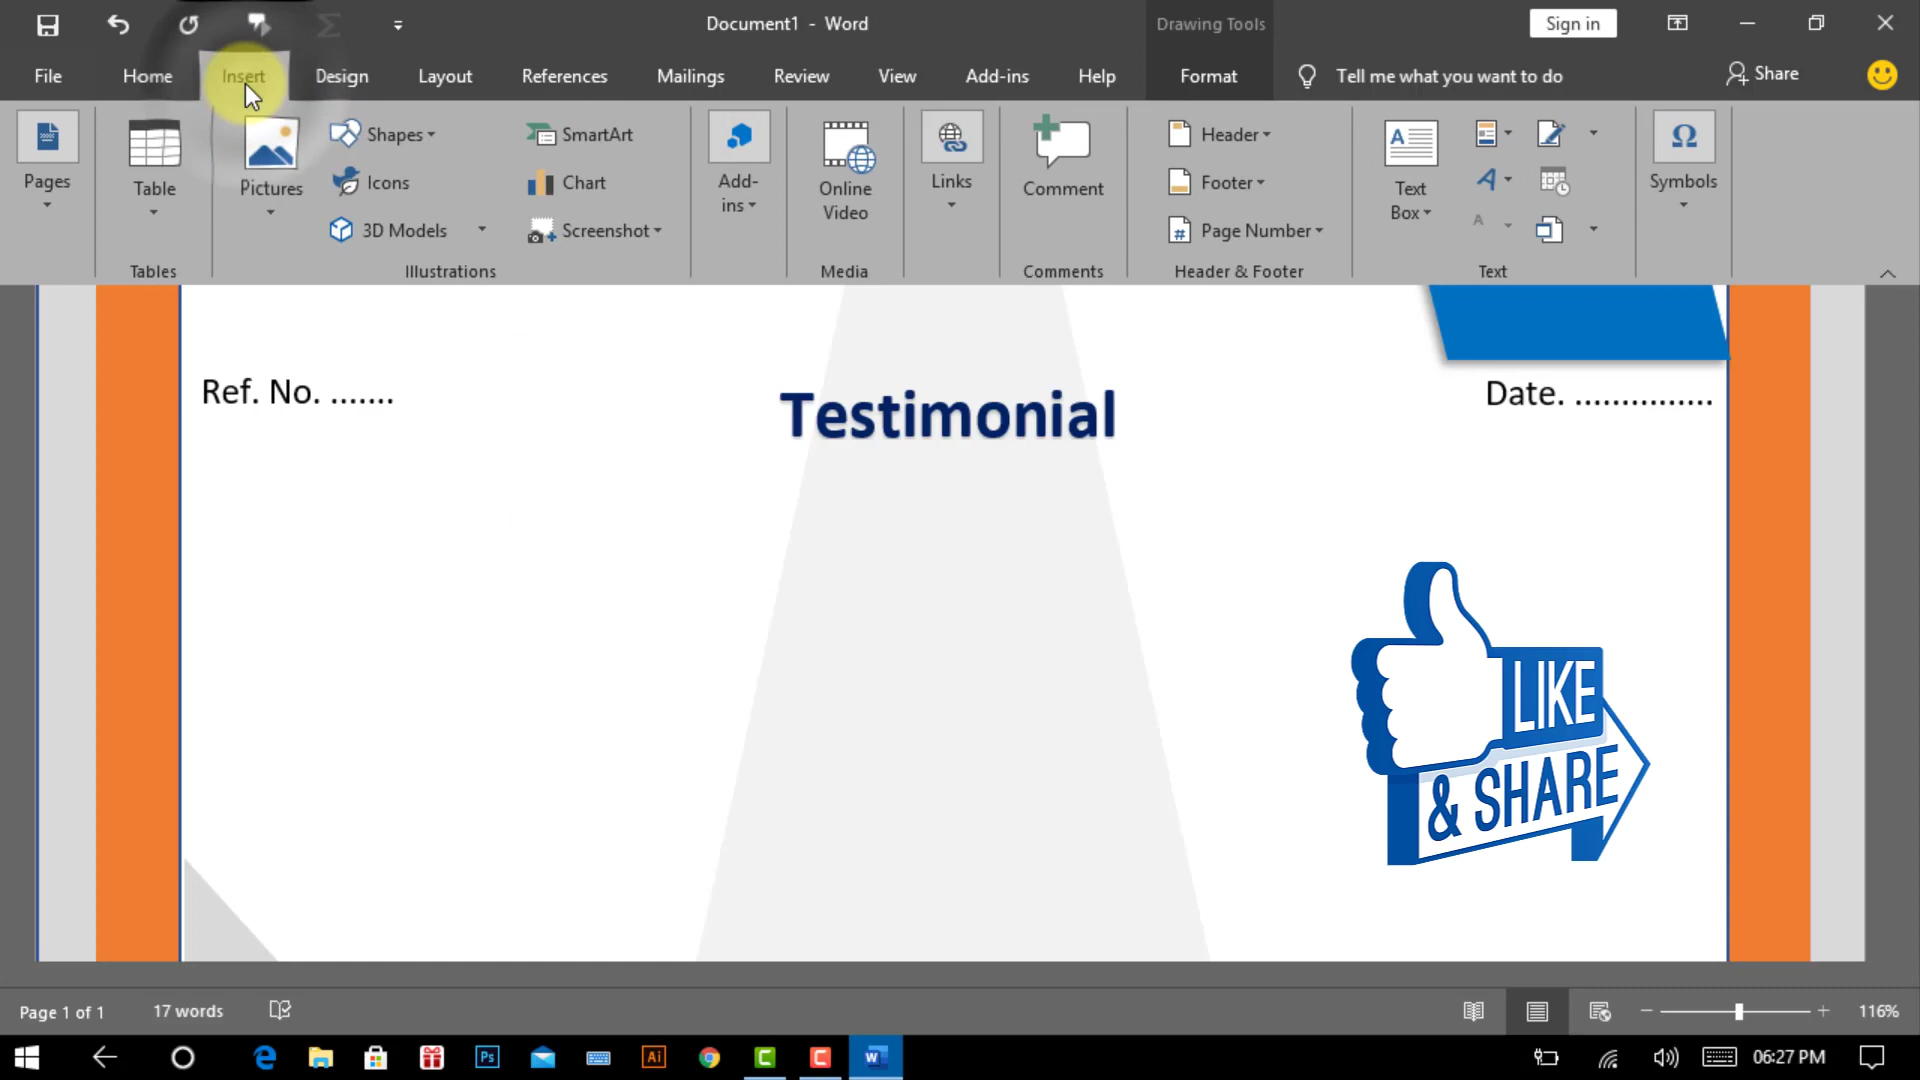 Document1 - Word
Drawing Tools
Sign in
File
Home
Insert
Design
Layout
References
Mailings
Review
View
Add-ins
Help
Format
Tell me what you want to do
Share
Pages
Table
Tables
Pictures
Shapes
Icons
3D Models
SmartArt
Chart
Screenshot
Illustrations
Add-
ins
Online
Video
Media
Links
Comment
Comments
Header
Footer
Page Number
Header & Footer
A
Text
Box
A
A
Text
Ω
Symbols
Ref. No. .......
Testimonial
Date. ...............
LIKE
& SHARE
Page 1 of 1
17 words
116%
Ps
Ai
06:27 PM